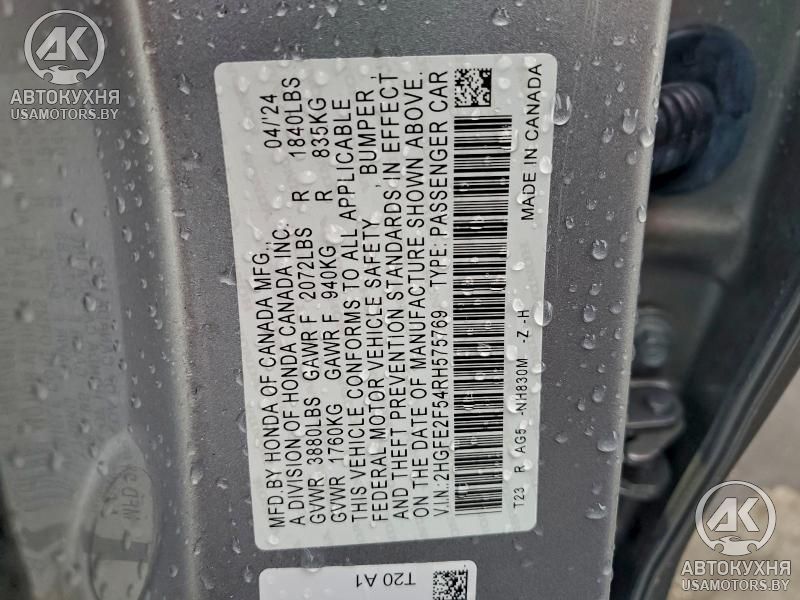 AK
АВТОКУХНЯ
USAMOTORS.BY
MFD.BY HONDA OF CANADA MFG., 04/'24
A DIVISION OF HONDA CANADA INC.
GVWR 3880LBS GAWR F 2072LBS R 1840LBS
GVWR 1760KG GAWR F 940KG R 835KG
THIS VEHICLE CONFORMS TO ALL APPLICABLE
FEDERAL MOTOR VEHICLE SAFETY, BUMPER,
AND THEFT PREVENTION STANDARDS, IN EFFECT
ON THE DATE OF MANUFACTURE SHOWN ABOVE.
V.I.N.:2HGFE2F54RH575769 TYPE: PASSENGER CAR
T23 R AG5 -NH830M -Z -H MADE IN CANADA
T20 A1
AK
АВТОКУХНЯ
USAMOTORS.BY